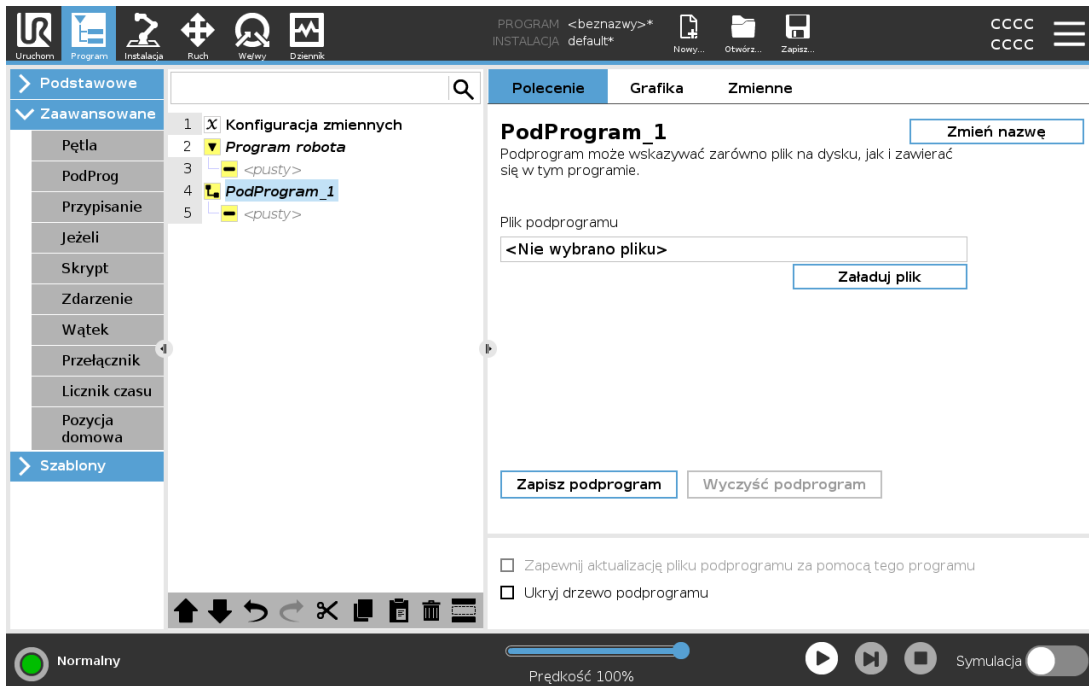 UR
Uruchom
Program
Instalacja
Ruch
We/wy
Dziennik
PROGRAM <beznazwy>*
INSTALACJA default*
Nowy...
Otwórz...
Zapisz...
CCCC
CCCC
Podstawowe
Zaawansowane
Pętla
PodProg
Przypisanie
Jeżeli
Skrypt
Zdarzenie
Wątek
Przełącznik
Licznik czasu
Pozycja
domowa
Szablony
1 X Konfiguracja zmiennych
2 Program robota
3 <pusty>
4 PodProgram_1
5 <pusty>
Polecenie
Grafika
Zmienne
PodProgram_1
Zmień nazwę
Podprogram może wskazywać zarówno plik na dysku, jak i zawierać
się w tym programie.
Plik podprogramu
<Nie wybrano pliku>
Załaduj plik
Zapisz podprogram
Wyczyść podprogram
Zapewnij aktualizację pliku podprogramu za pomocą tego programu
Ukryj drzewo podprogramu
Normalny
Prędkość 100%
Symulacja